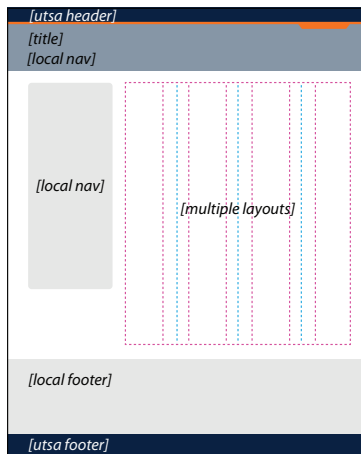 [utsa header]
[title]
[local nav]
[local nav]
[multiple layouts]
[local footer]
[utsa footer]